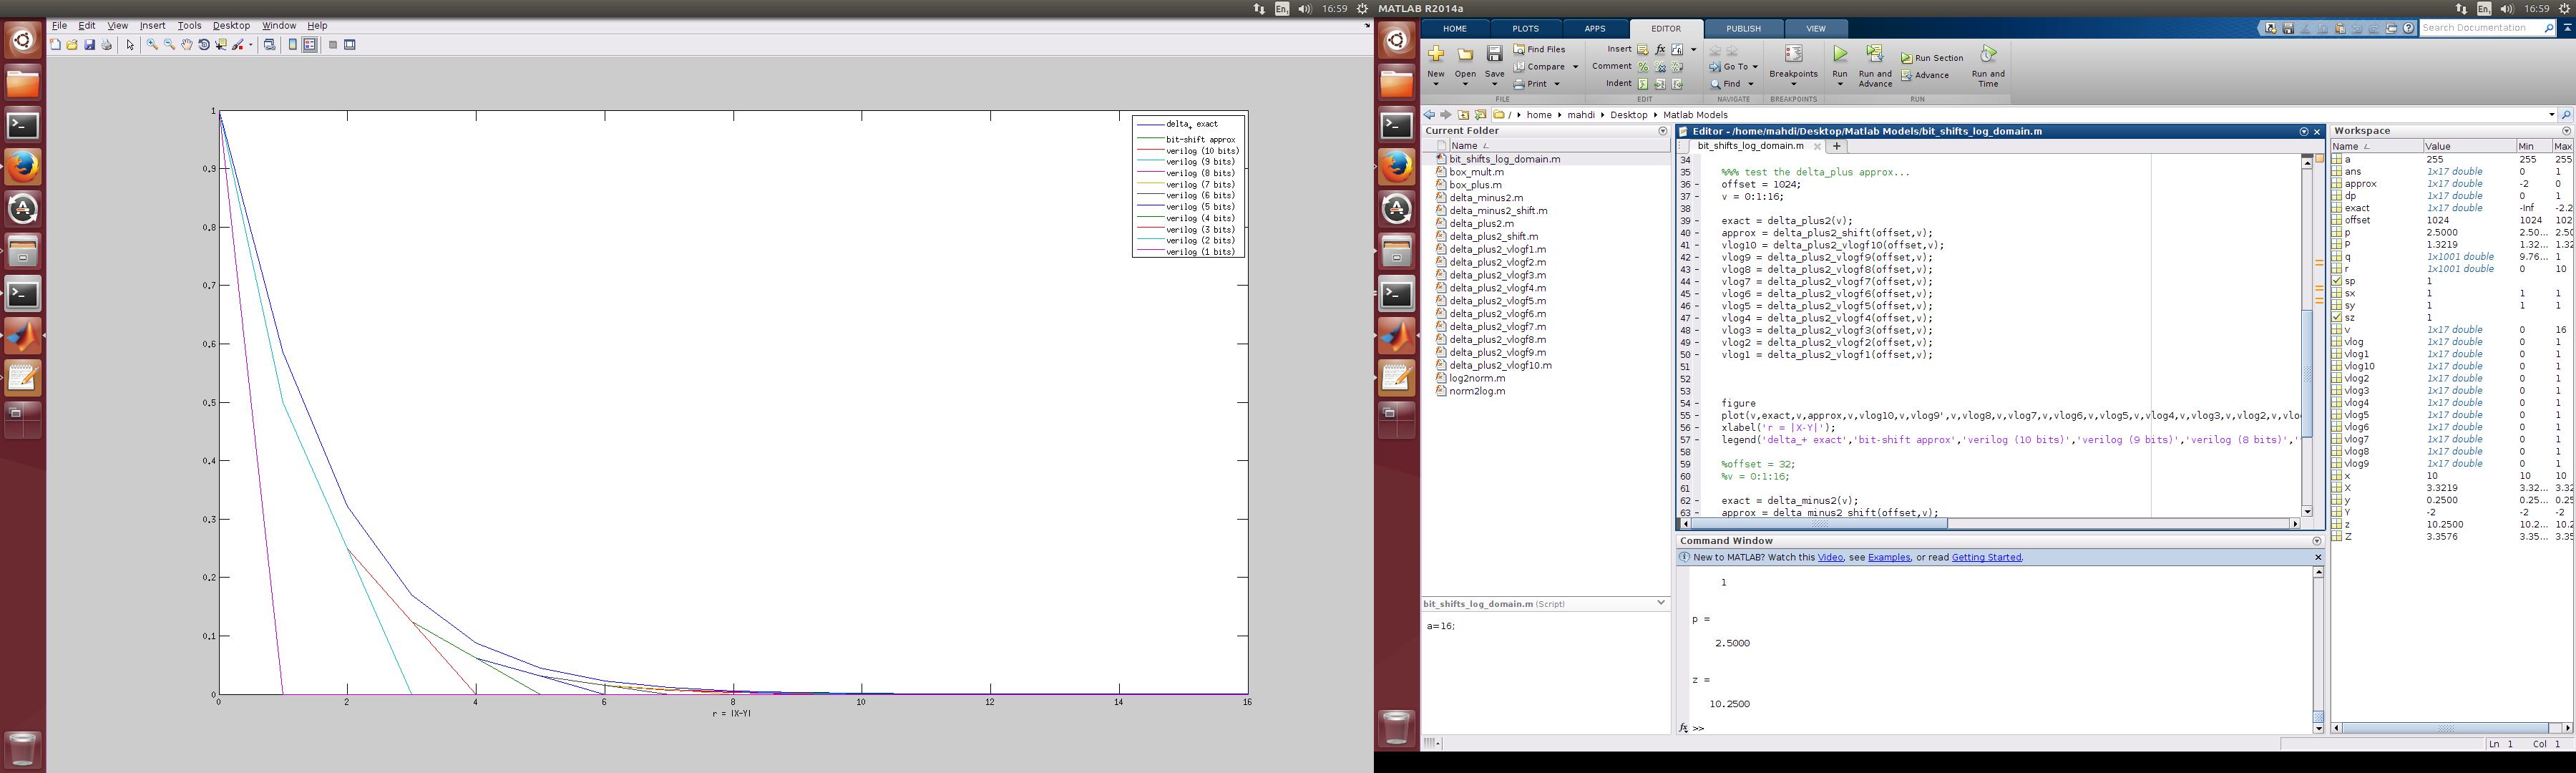 En 16:59
File Edit View Insert Tools Desktop Window Help
1
0.9
0.8
0.7
0.6
0.5
0.4
0.3
0.2
0.1
0
0 2 4 6 8 10 12 14 16
r = |X-Y|
delta+ exact
bit-shift approx
verilog (10 bits)
verilog (9 bits)
verilog (8 bits)
verilog (7 bits)
verilog (6 bits)
verilog (5 bits)
verilog (4 bits)
verilog (3 bits)
verilog (2 bits)
verilog (1 bits)
MATLAB R2014a
En 16:59
HOME PLOTS APPS EDITOR PUBLISH VIEW
Search Documentation
New Open Save
Find Files
Compare
Print
FILE
Insert
Comment
Indent
EDIT
Go To
Find
NAVIGATE
Breakpoints
BREAKPOINTS
Run
Run and Advance
Run Section
Advance
Run and Time
RUN
/ home mahdi Desktop Matlab Models
Current Folder
Name
bit_shifts_log_domain.m
box_mult.m
box_plus.m
delta_minus2.m
delta_minus2_shift.m
delta_plus2.m
delta_plus2_shift.m
delta_plus2_vlogf1.m
delta_plus2_vlogf2.m
delta_plus2_vlogf3.m
delta_plus2_vlogf4.m
delta_plus2_vlogf5.m
delta_plus2_vlogf6.m
delta_plus2_vlogf7.m
delta_plus2_vlogf8.m
delta_plus2_vlogf9.m
delta_plus2_vlogf10.m
log2norm.m
norm2log.m
bit_shifts_log_domain.m (Script)
a=16;
Editor - /home/mahdi/Desktop/Matlab Models/bit_shifts_log_domain.m
bit_shifts_log_domain.m
34
35 %%% test the delta_plus approx...
36 - offset = 1024;
37 - v = 0:1:16;
38
39 - exact = delta_plus2(v);
40 - approx = delta_plus2_shift(offset,v);
41 - vlog10 = delta_plus2_vlogf10(offset,v);
42 - vlog9 = delta_plus2_vlogf9(offset,v);
43 - vlog8 = delta_plus2_vlogf8(offset,v);
44 - vlog7 = delta_plus2_vlogf7(offset,v);
45 - vlog6 = delta_plus2_vlogf6(offset,v);
46 - vlog5 = delta_plus2_vlogf5(offset,v);
47 - vlog4 = delta_plus2_vlogf4(offset,v);
48 - vlog3 = delta_plus2_vlogf3(offset,v);
49 - vlog2 = delta_plus2_vlogf2(offset,v);
50 - vlog1 = delta_plus2_vlogf1(offset,v);
51
52
53
54 - figure
55 - plot(v,exact,v,approx,v,vlog10,v,vlog9',v,vlog8,v,vlog7,v,vlog6,v,vlog5,v,vlog4,v,vlog3,v,vlog2,v,vlo
56 - xlabel('r = |X-Y|');
57 - legend('delta_+ exact','bit-shift approx','verilog (10 bits)','verilog (9 bits)','verilog (8 bits)','
58
59 %offset = 32;
60 %v = 0:1:16;
61
62 - exact = delta_minus2(v);
63 - approx = delta_minus2_shift(offset,v);
Command Window
New to MATLAB? Watch this Video, see Examples, or read Getting Started.
1
p =
2.5000
z =
10.2500
fx >>
Workspace
Name Value Min Max
a 255 255 255
ans 1x17 double 0 1
approx 1x17 double -2 0
dp 1x17 double 0 1
exact 1x17 double -Inf -2.2
offset 1024 1024 102
p 2.5000 2.50... 2.50
P 1.3219 1.32... 1.32
q 1x1001 double 9.76... 1
r 1x1001 double 0 10
sp 1
sx 1 1 1
sy 1 1 1
sz 1
v 1x17 double 0 16
vlog 1x17 double 0 1
vlog1 1x17 double 0 1
vlog10 1x17 double 0 1
vlog2 1x17 double 0 1
vlog3 1x17 double 0 1
vlog4 1x17 double 0 1
vlog5 1x17 double 0 1
vlog6 1x17 double 0 1
vlog7 1x17 double 0 1
vlog8 1x17 double 0 1
vlog9 1x17 double 0 1
x 10 10 10
X 3.3219 3.32... 3.32
y 0.2500 0.25... 0.25
Y -2 -2 -2
z 10.2500 10.2... 10.2
Z 3.3576 3.35... 3.35
Ln 1 Col 1